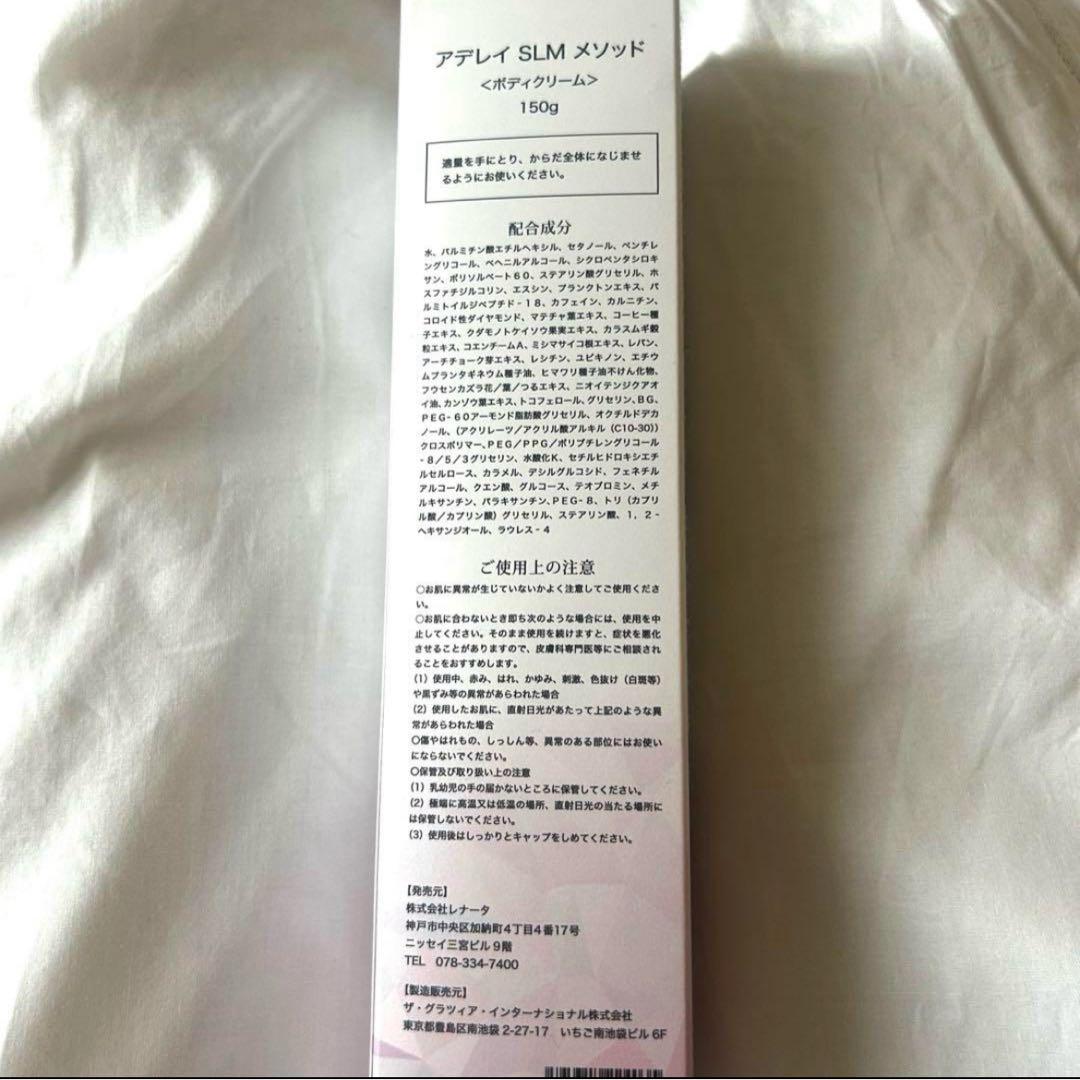 アデレイ SLM メソッド
＜ボディクリーム＞
150g
適量を手にとり、からだ全体になじませ
るようにお使いください。
配合成分
水、パルミチン酸エチルヘキシル、セタノール、ペンチレ
ングリコール、ベヘニルアルコール、シクロペンタシロキ
サン、ポリソルベート６０、ステアリン酸グリセリル、ホ
スファチジルコリン、エスシン、プランクトンエキス、パ
ルミトイルジペプチド－１８、カフェイン、カルニチン、
コロイド性ダイヤモンド、マテチャ葉エキス、コーヒー種
子エキス、クダモノトケイソウ果実エキス、カラスムギ穀
粒エキス、コエンチームＡ、ミシマサイコ根エキス、レパン、
アーチチョーク芽エキス、レシチン、ユビキノン、エチウ
ムプランタギネウム種子油、ヒマワリ種子油不けん化物、
フウセンカズラ花／葉／つるエキス、ニオイテンジクアオ
イ油、カンゾウ葉エキス、トコフェロール、グリセリン、ＢＧ、
ＰＥＧ-６０アーモンド脂肪酸グリセリル、オクチルドデカ
ノール、（アクリレーツ／アクリル酸アルキル（C10-30））
クロスポリマー、ＰＥＧ／ＰＰＧ／ポリブチレングリコール
－８／５／３グリセリン、水酸化Ｋ、セチルヒドロキシエチ
ルセルロース、カラメル、デシルグルコシド、フェネチル
アルコール、クエン酸、グルコース、テオブロミン、メチ
ルキサンチン、パラキサンチン、ＰＥＧ-８、トリ（カプリ
ル酸／カプリン酸）グリセリル、ステアリン酸、１，２-
ヘキサンジオール、ラウレス－４
ご使用上の注意
○お肌に異常が生じていないかよく注意してご使用くださ
い。
○お肌に合わないとき即ち次のような場合には、使用を中
止してください。そのまま使用を続けますと、症状を悪化
させることがありますので、皮膚科専門医等にご相談され
ることをおすすめします。
（1）使用中、赤み、はれ、かゆみ、刺激、色抜け（白斑等）
や黒ずみ等の異常があらわれた場合
（2）使用したお肌に、直射日光があたって上記のような異
常があらわれた場合
○傷やはれもの、しっしん等、異常のある部位にはお使い
にならないでください。
○保管及び取り扱い上の注意
（1）乳幼児の手の届かないところに保管してください。
（2）極端に高温又は低温の場所、直射日光の当たる場所に
は保管しないでください。
（3）使用後はしっかりとキャップをしめてください。
【発売元】
株式会社レナータ
神戸市中央区加納町4丁目4番17号
ニッセイ三宮ビル9階
TEL 078-334-7400
【製造販売元】
ザ・グラツィア・インターナショナル株式会社
東京都豊島区南池袋2-27-17 いちご南池袋ビル6F